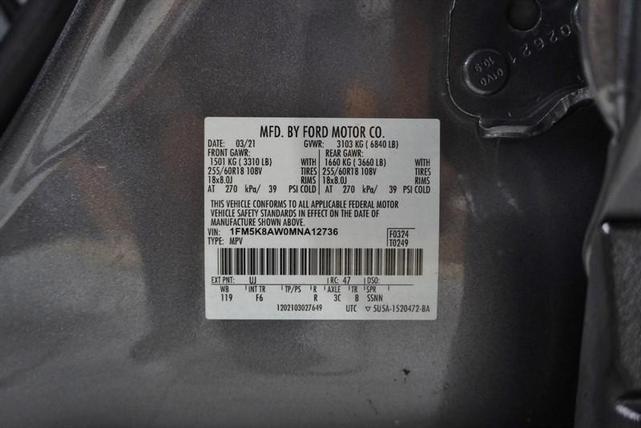 G2621
01V0
10.9
MFD. BY FORD MOTOR CO.
DATE: 03/21 GVWR: 3103 KG ( 6840 LB)
FRONT GAWR: REAR GAWR:
1501 KG ( 3310 LB) WITH 1660 KG ( 3660 LB) WITH
255/60R18 108V TIRES 255/60R18 108V TIRES
18x8.0J RIMS 18x8.0J RIMS
AT 270 kPa/ 39 PSI COLD AT 270 kPa/ 39 PSI COLD
THIS VEHICLE CONFORMS TO ALL APPLICABLE FEDERAL MOTOR
VEHICLE SAFETY STANDARDS IN EFFECT ON THE DATE OF
MANUFACTURE SHOWN ABOVE.
VIN: 1FM5K8AW0MNA12736 F0324
TYPE: MPV T0249
EXT PNT: UJ RC: 47 DSO:
WB INT TR TP/PS R AXLE TR SPR
119 F6 R 3C B SSNN
1202103027649 UTC ▽ 5U5A-1520472-BA